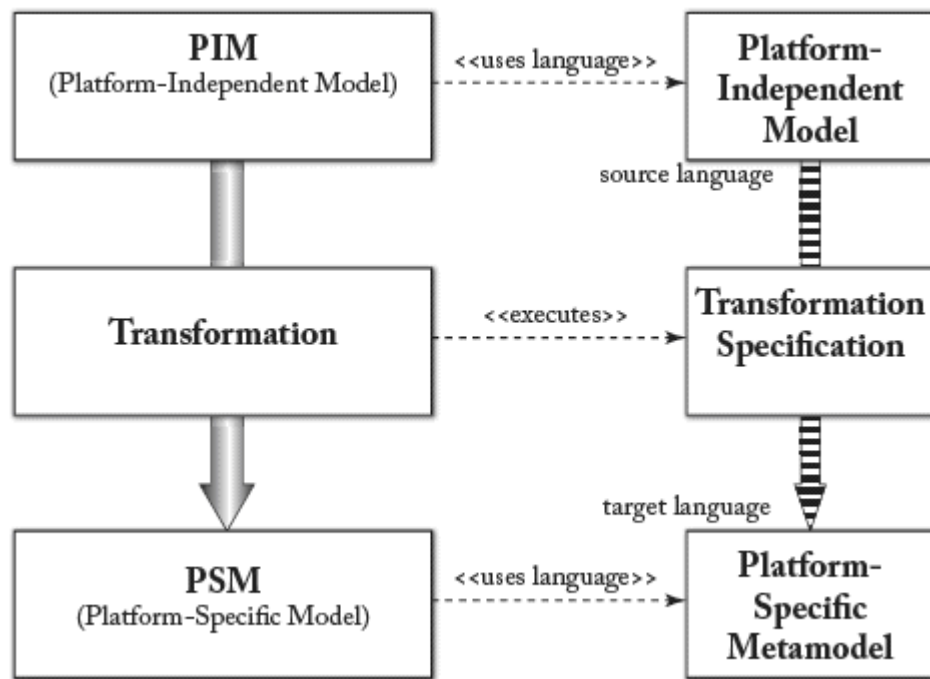 PIM
(Platform-Independent Model)
<<uses language>>
Platform-
Independent
Model
source language
Transformation
<<executes>>
Transformation
Specification
target language
PSM
(Platform-Specific Model)
<<uses language>>
Platform-
Specific
Metamodel